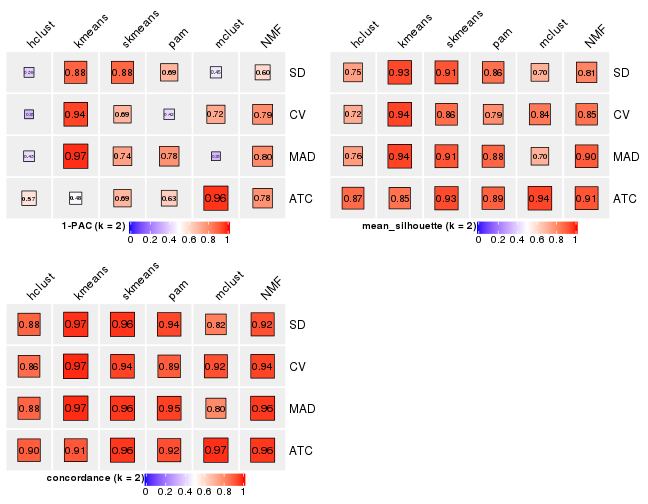 hclust kmeans skmeans pam mclust NMF
0.88 0.88 0.69 0.60 SD
0.94 0.69 0.72 0.79 CV
0.97 0.74 0.78 0.80 MAD
0.57 0.48 0.69 0.63 0.96 0.78 ATC
1-PAC (k = 2)
0 0.2 0.4 0.6 0.8 1
hclust kmeans skmeans pam mclust NMF
0.75 0.93 0.91 0.86 0.70 0.81 SD
0.72 0.94 0.86 0.79 0.84 0.85 CV
0.76 0.94 0.91 0.88 0.70 0.90 MAD
0.87 0.85 0.93 0.89 0.94 0.91 ATC
mean_silhouette (k = 2)
0 0.2 0.4 0.6 0.8 1
hclust kmeans skmeans pam mclust NMF
0.88 0.97 0.96 0.94 0.82 0.92 SD
0.86 0.97 0.94 0.89 0.92 0.94 CV
0.88 0.97 0.96 0.95 0.80 0.96 MAD
0.90 0.91 0.96 0.92 0.97 0.96 ATC
concordance (k = 2)
0 0.2 0.4 0.6 0.8 1